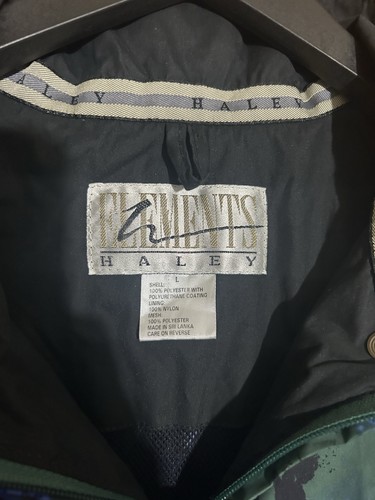 HALEY HALEY
ELEMENTS
HALEY
L
SHELL:
100% POLYESTER WITH
POLYURETHANE COATING
LINING:
100% NYLON
100% POLYESTER
MADE IN SRI LANKA
CARE ON REVERSE